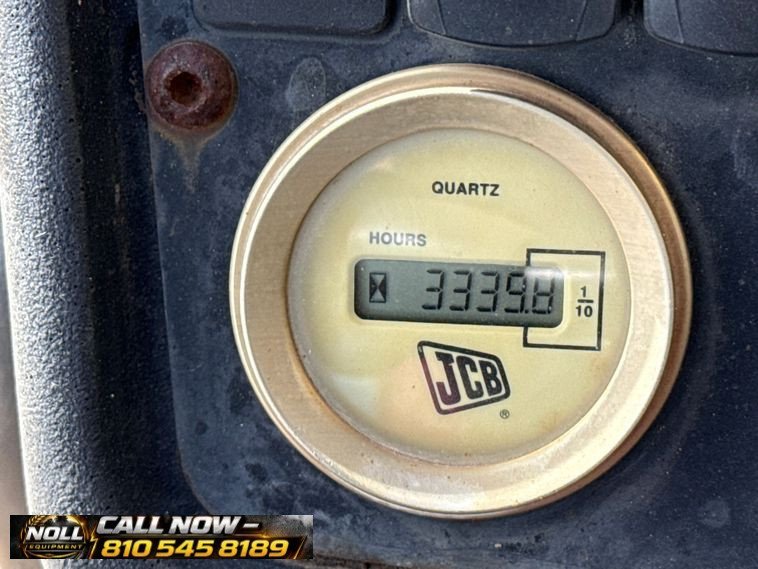 QUARTZ
HOURS
3339.8
1
10
JCB
®
NOLL
EQUIPMENT
CALL NOW -
810 545 8189